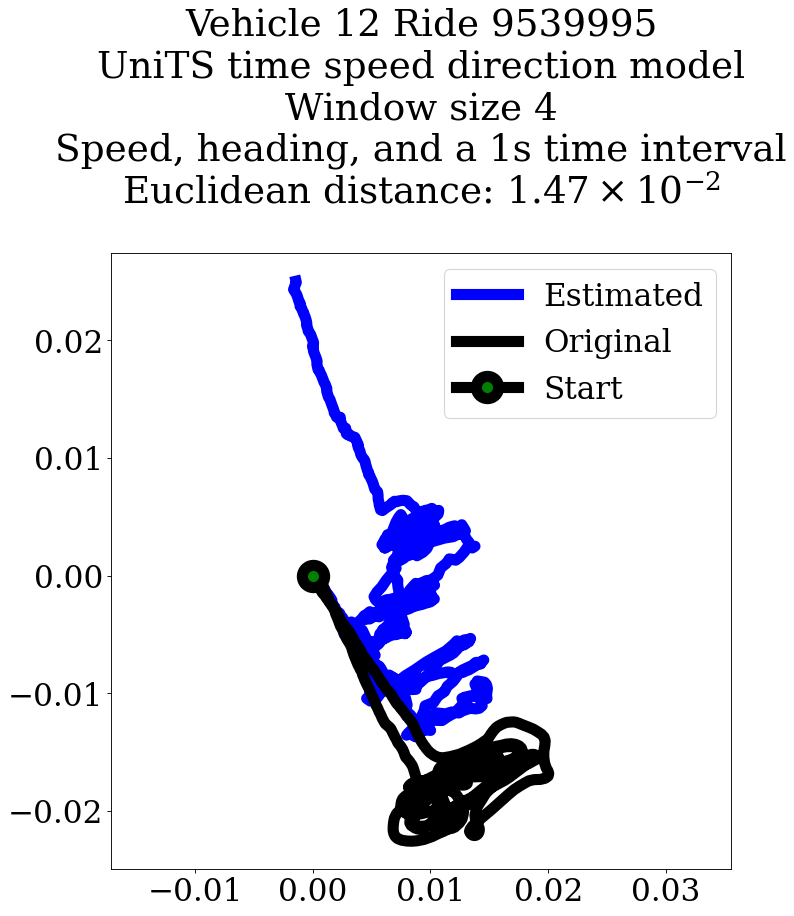 Vehicle 12 Ride 9539995
UniTS time speed direction model
Window size 4
Speed, heading, and a 1s time interval
Euclidean distance: 1.47 × 10⁻²
Estimated
Original
Start
0.02
0.01
0.00
−0.01
−0.02
−0.01 0.00 0.01 0.02 0.03